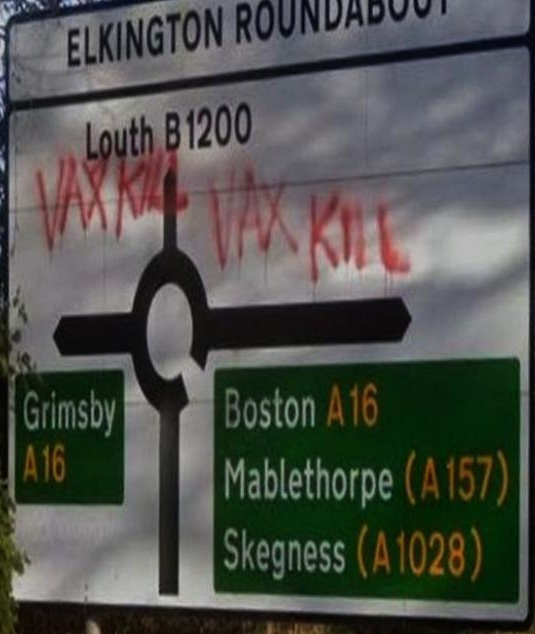 ELKINGTON ROUNDABOUT
Louth B1200
VAX KILL VAX KILL
Grimsby
A16
Boston A16
Mablethorpe (A157)
Skegness (A1028)